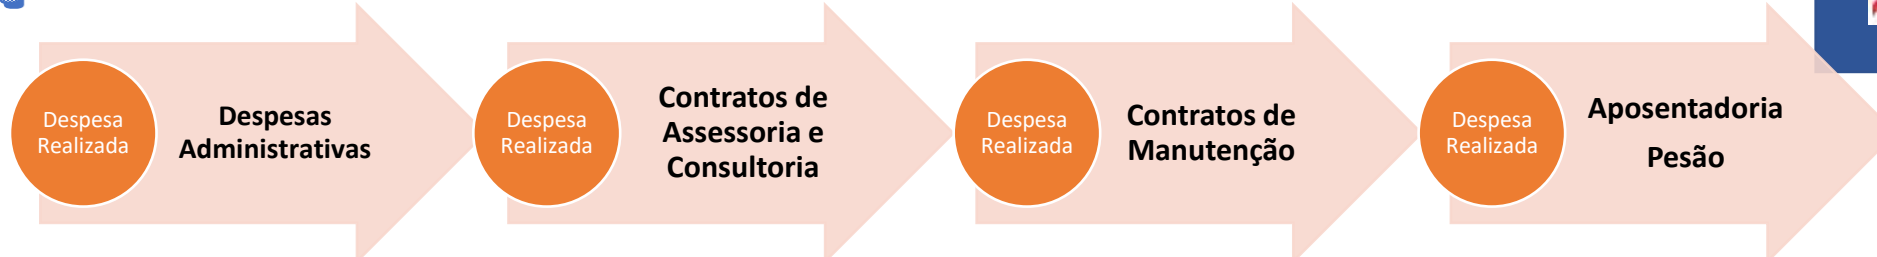 Despesa
Realizada
Despesas
Administrativas
Despesa
Realizada
Contratos de
Assessoria e
Consultoria
Despesa
Realizada
Contratos de
Manutenção
Despesa
Realizada
Aposentadoria
Pesão